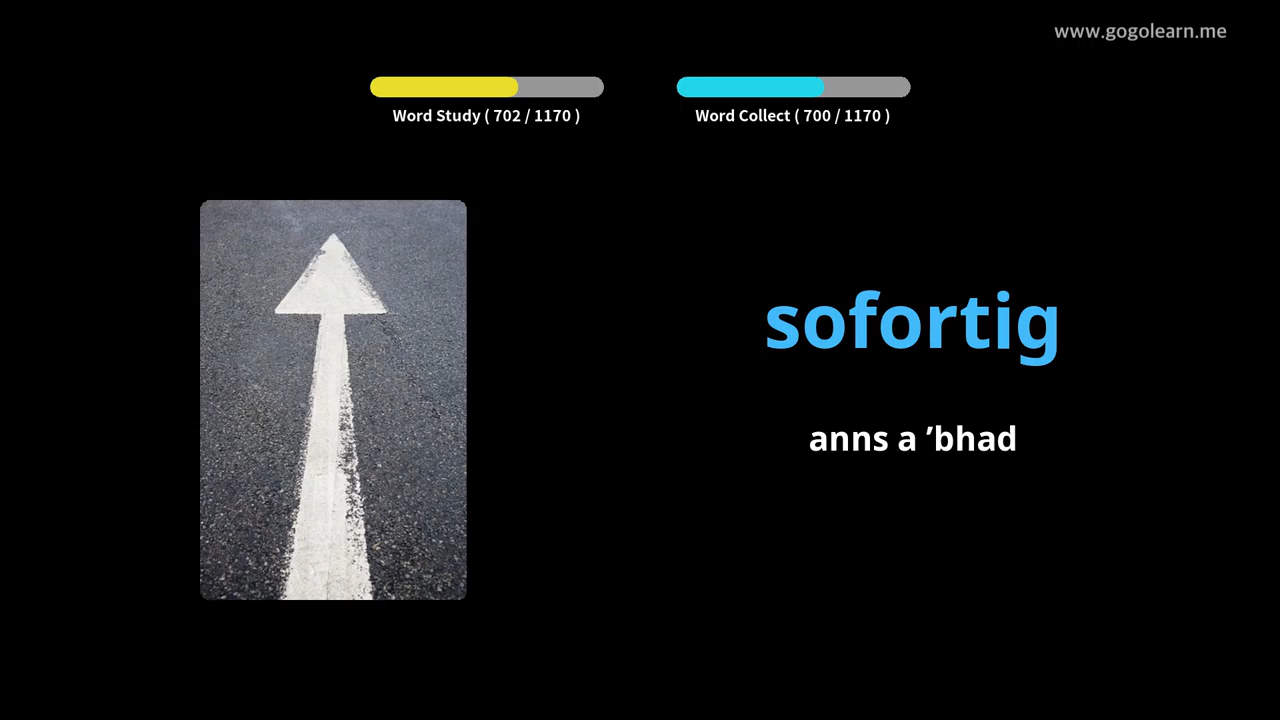 www.gogolearn.me
Word Study ( 702 / 1170 )
Word Collect ( 700 / 1170 )
sofortig
anns a ’bhad